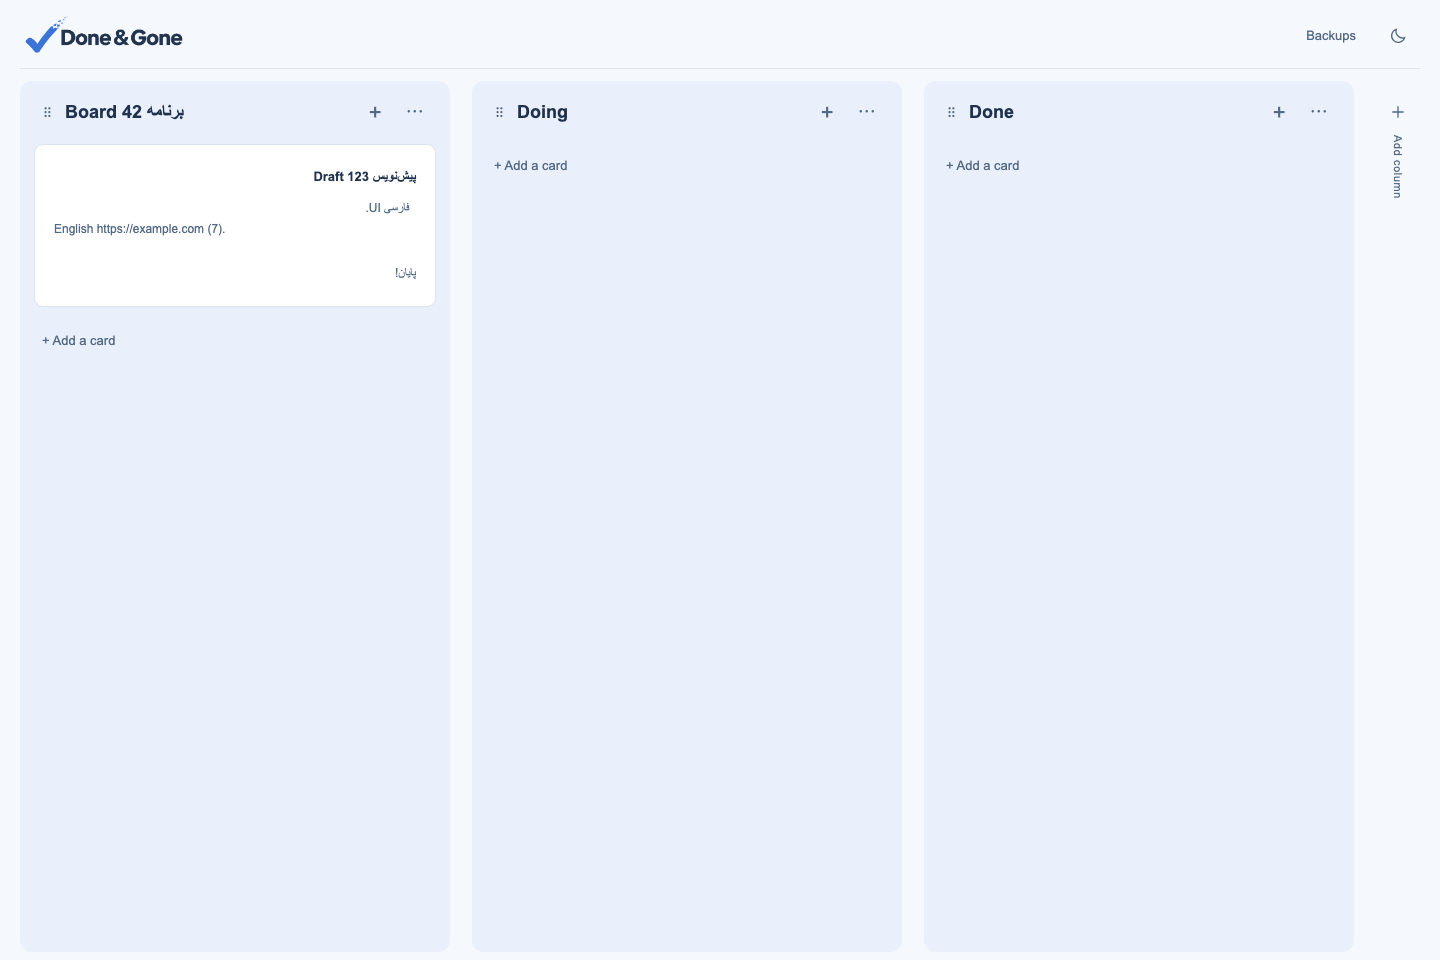 Done & Gone
Backups
Board 42 برنامه
پیش‌نویس Draft 123
فارسی UI.
English https://example.com (7).
پایان!
+ Add a card
Doing
+ Add a card
Done
+ Add a card
Add column